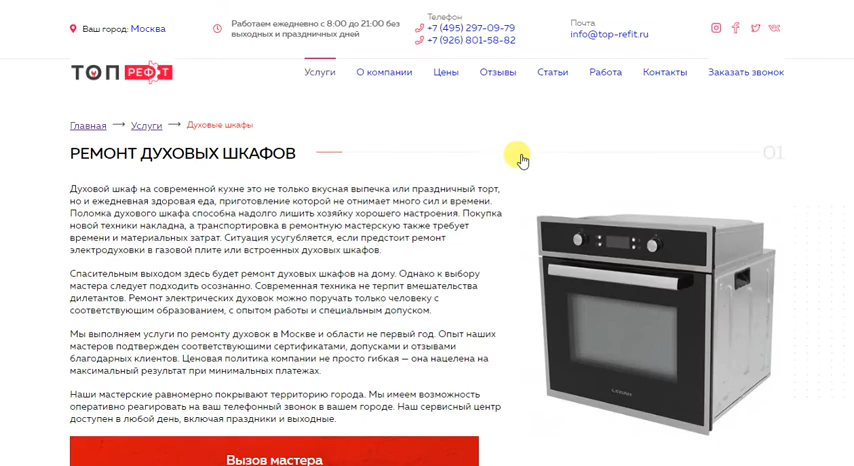 Ваш город: Москва
Работаем ежедневно с 8:00 до 21:00 без
выходных и праздничных дней
Телефон
+7 (495) 297-09-79
+7 (926) 801-58-82
Почта
info@top-refit.ru
ТОП РЕФИТ
Услуги О компании Цены Отзывы Статьи Работа Контакты Заказать звонок
Главная Услуги Духовые шкафы
РЕМОНТ ДУХОВЫХ ШКАФОВ
01
Духовой шкаф на современной кухне это не только вкусная выпечка или праздничный торт,
но и ежедневная здоровая еда, приготовление которой не отнимает много сил и времени.
Поломка духового шкафа способна надолго лишить хозяйку хорошего настроения. Покупка
новой техники накладна, а транспортировка в ремонтную мастерскую также требует
времени и материальных затрат. Ситуация усугубляется, если предстоит ремонт
электродуховки в газовой плите или встроенных духовых шкафов.
Спасительным выходом здесь будет ремонт духовых шкафов на дому. Однако к выбору
мастера следует подходить осознанно. Современная техника не терпит вмешательства
дилетантов. Ремонт электрических духовок можно поручать только человеку с
соответствующим образованием, с опытом работы и специальным допуском.
Мы выполняем услуги по ремонту духовок в Москве и области не первый год. Опыт наших
мастеров подтвержден соответствующими сертификатами, допусками и отзывами
благодарных клиентов. Ценовая политика компании не просто гибкая — она нацелена на
максимальный результат при минимальных платежах.
Наши мастерские равномерно покрывают территорию города. Мы имеем возможность
оперативно реагировать на ваш телефонный звонок в вашем городе. Наш сервисный центр
доступен в любой день, включая праздники и выходные.
Вызов мастера